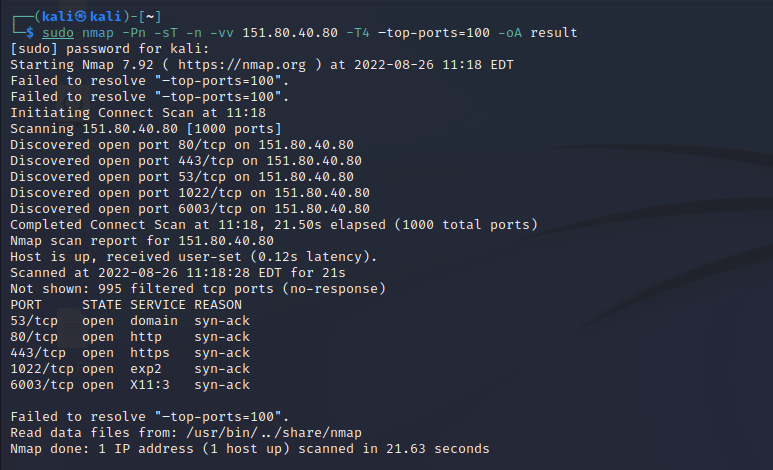 ┌──(kali㉿kali)-[~]
└─$ sudo nmap -Pn -sT -n -vv 151.80.40.80 -T4 —top-ports=100 -oA result
[sudo] password for kali:
Starting Nmap 7.92 ( https://nmap.org ) at 2022-08-26 11:18 EDT
Failed to resolve "—top-ports=100".
Failed to resolve "—top-ports=100".
Initiating Connect Scan at 11:18
Scanning 151.80.40.80 [1000 ports]
Discovered open port 80/tcp on 151.80.40.80
Discovered open port 443/tcp on 151.80.40.80
Discovered open port 53/tcp on 151.80.40.80
Discovered open port 1022/tcp on 151.80.40.80
Discovered open port 6003/tcp on 151.80.40.80
Completed Connect Scan at 11:18, 21.50s elapsed (1000 total ports)
Nmap scan report for 151.80.40.80
Host is up, received user-set (0.12s latency).
Scanned at 2022-08-26 11:18:28 EDT for 21s
Not shown: 995 filtered tcp ports (no-response)
PORT     STATE SERVICE REASON
53/tcp   open  domain  syn-ack
80/tcp   open  http    syn-ack
443/tcp  open  https   syn-ack
1022/tcp open  exp2    syn-ack
6003/tcp open  X11:3   syn-ack
Failed to resolve "—top-ports=100".
Read data files from: /usr/bin/../share/nmap
Nmap done: 1 IP address (1 host up) scanned in 21.63 seconds